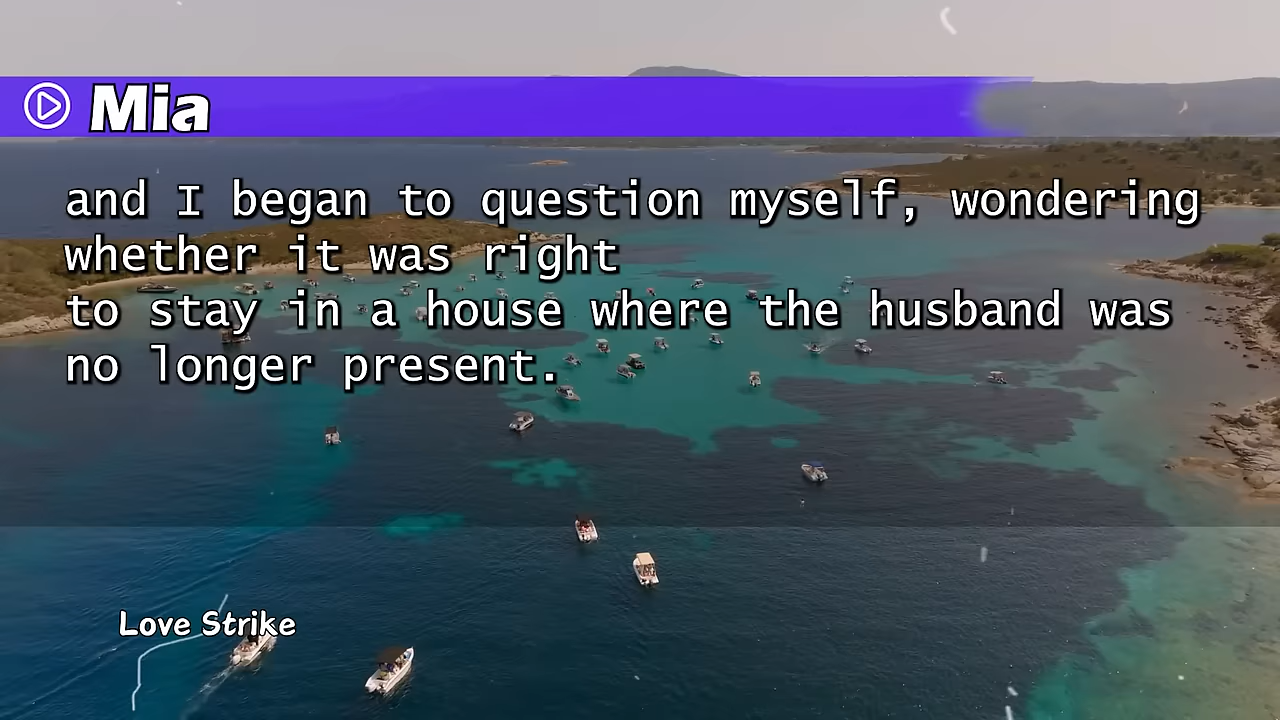 Mia
and I began to question myself, wondering
whether it was right
to stay in a house where the husband was
no longer present.
Love Strike